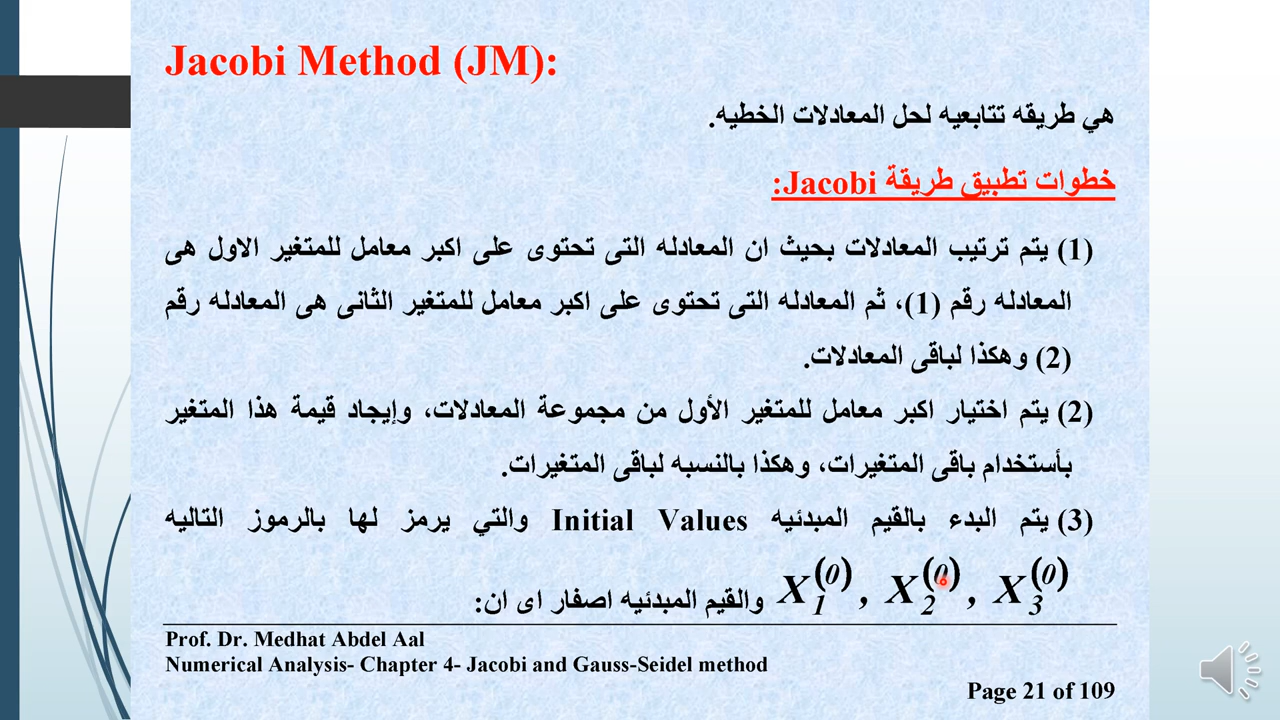 Jacobi Method (JM):
هي طريقه تتابعيه لحل المعادلات الخطيه.
خطوات تطبيق طريقة Jacobi:
(1) يتم ترتيب المعادلات بحيث ان المعادله التى تحتوى على اكبر معامل للمتغير الاول هى
المعادله رقم (1)، ثم المعادله التى تحتوى على اكبر معامل للمتغير الثانى هى المعادله رقم
(2) وهكذا لباقى المعادلات.
(2) يتم اختيار اكبر معامل للمتغير الأول من مجموعة المعادلات، وإيجاد قيمة هذا المتغير
بأستخدام باقى المتغيرات، وهكذا بالنسبه لباقى المتغيرات.
(3) يتم البدء بالقيم المبدئيه Initial Values والتي يرمز لها بالرموز التاليه
X_1^{(0)}, X_2^{(0)}, X_3^{(0)} والقيم المبدئيه اصفار اى ان:
Prof. Dr. Medhat Abdel Aal
Numerical Analysis- Chapter 4- Jacobi and Gauss-Seidel method
Page 21 of 109